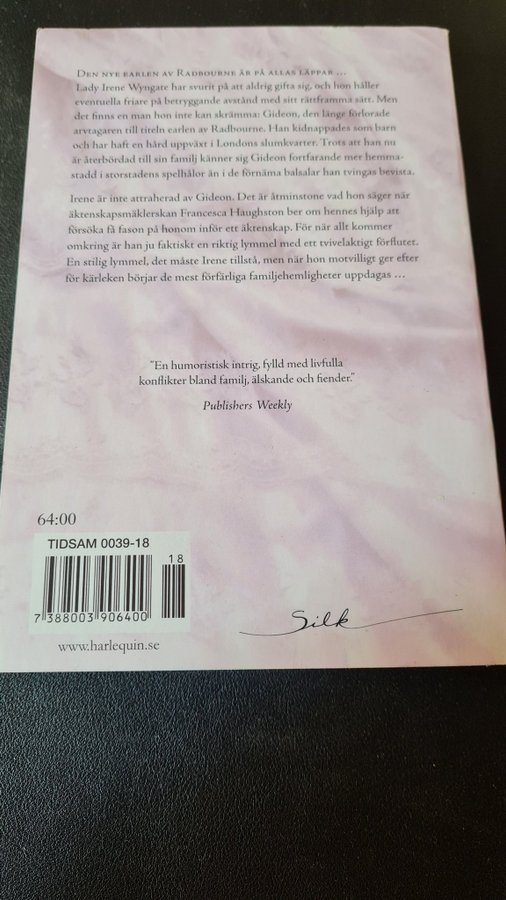 DEN NYE EARLEN AV RADBOURNE ÄR PÅ ALLAS LÄPPAR ...
Lady Irene Wyngate har svurit på att aldrig gifta sig, och hon håller
eventuella friare på betryggande avstånd med sitt rättframma sätt. Men
det finns en man hon inte kan skrämma: Gideon, den länge förlorade
arvtagaren till titeln earlen av Radbourne. Han kidnappades som barn
och har haft en hård uppväxt i Londons slumkvarter. Trots att han nu
är återbördad till sin familj känner sig Gideon fortfarande mer hemma-
stadd i storstadens spelhålor än i de förnäma balsalar han tvingas bevista.
Irene är inte attraherad av Gideon. Det är åtminstone vad hon säger när
äktenskapsmäklerskan Francesca Haughston ber om hennes hjälp att
försöka få fason på honom inför ett äktenskap. För när allt kommer
omkring är han ju faktiskt en riktig lymmel med ett tvivelaktigt förflutet.
En stilig lymmel, det måste Irene tillstå, men när hon motvilligt ger efter
för kärleken börjar de mest förfärliga familjehemligheter uppdagas ...
"En humoristisk intrig, fylld med livfulla
konflikter bland familj, älskande och fiender."
Publishers Weekly
64:00
TIDSAM 0039-18
18
7 388003 906400
www.harlequin.se
Silk